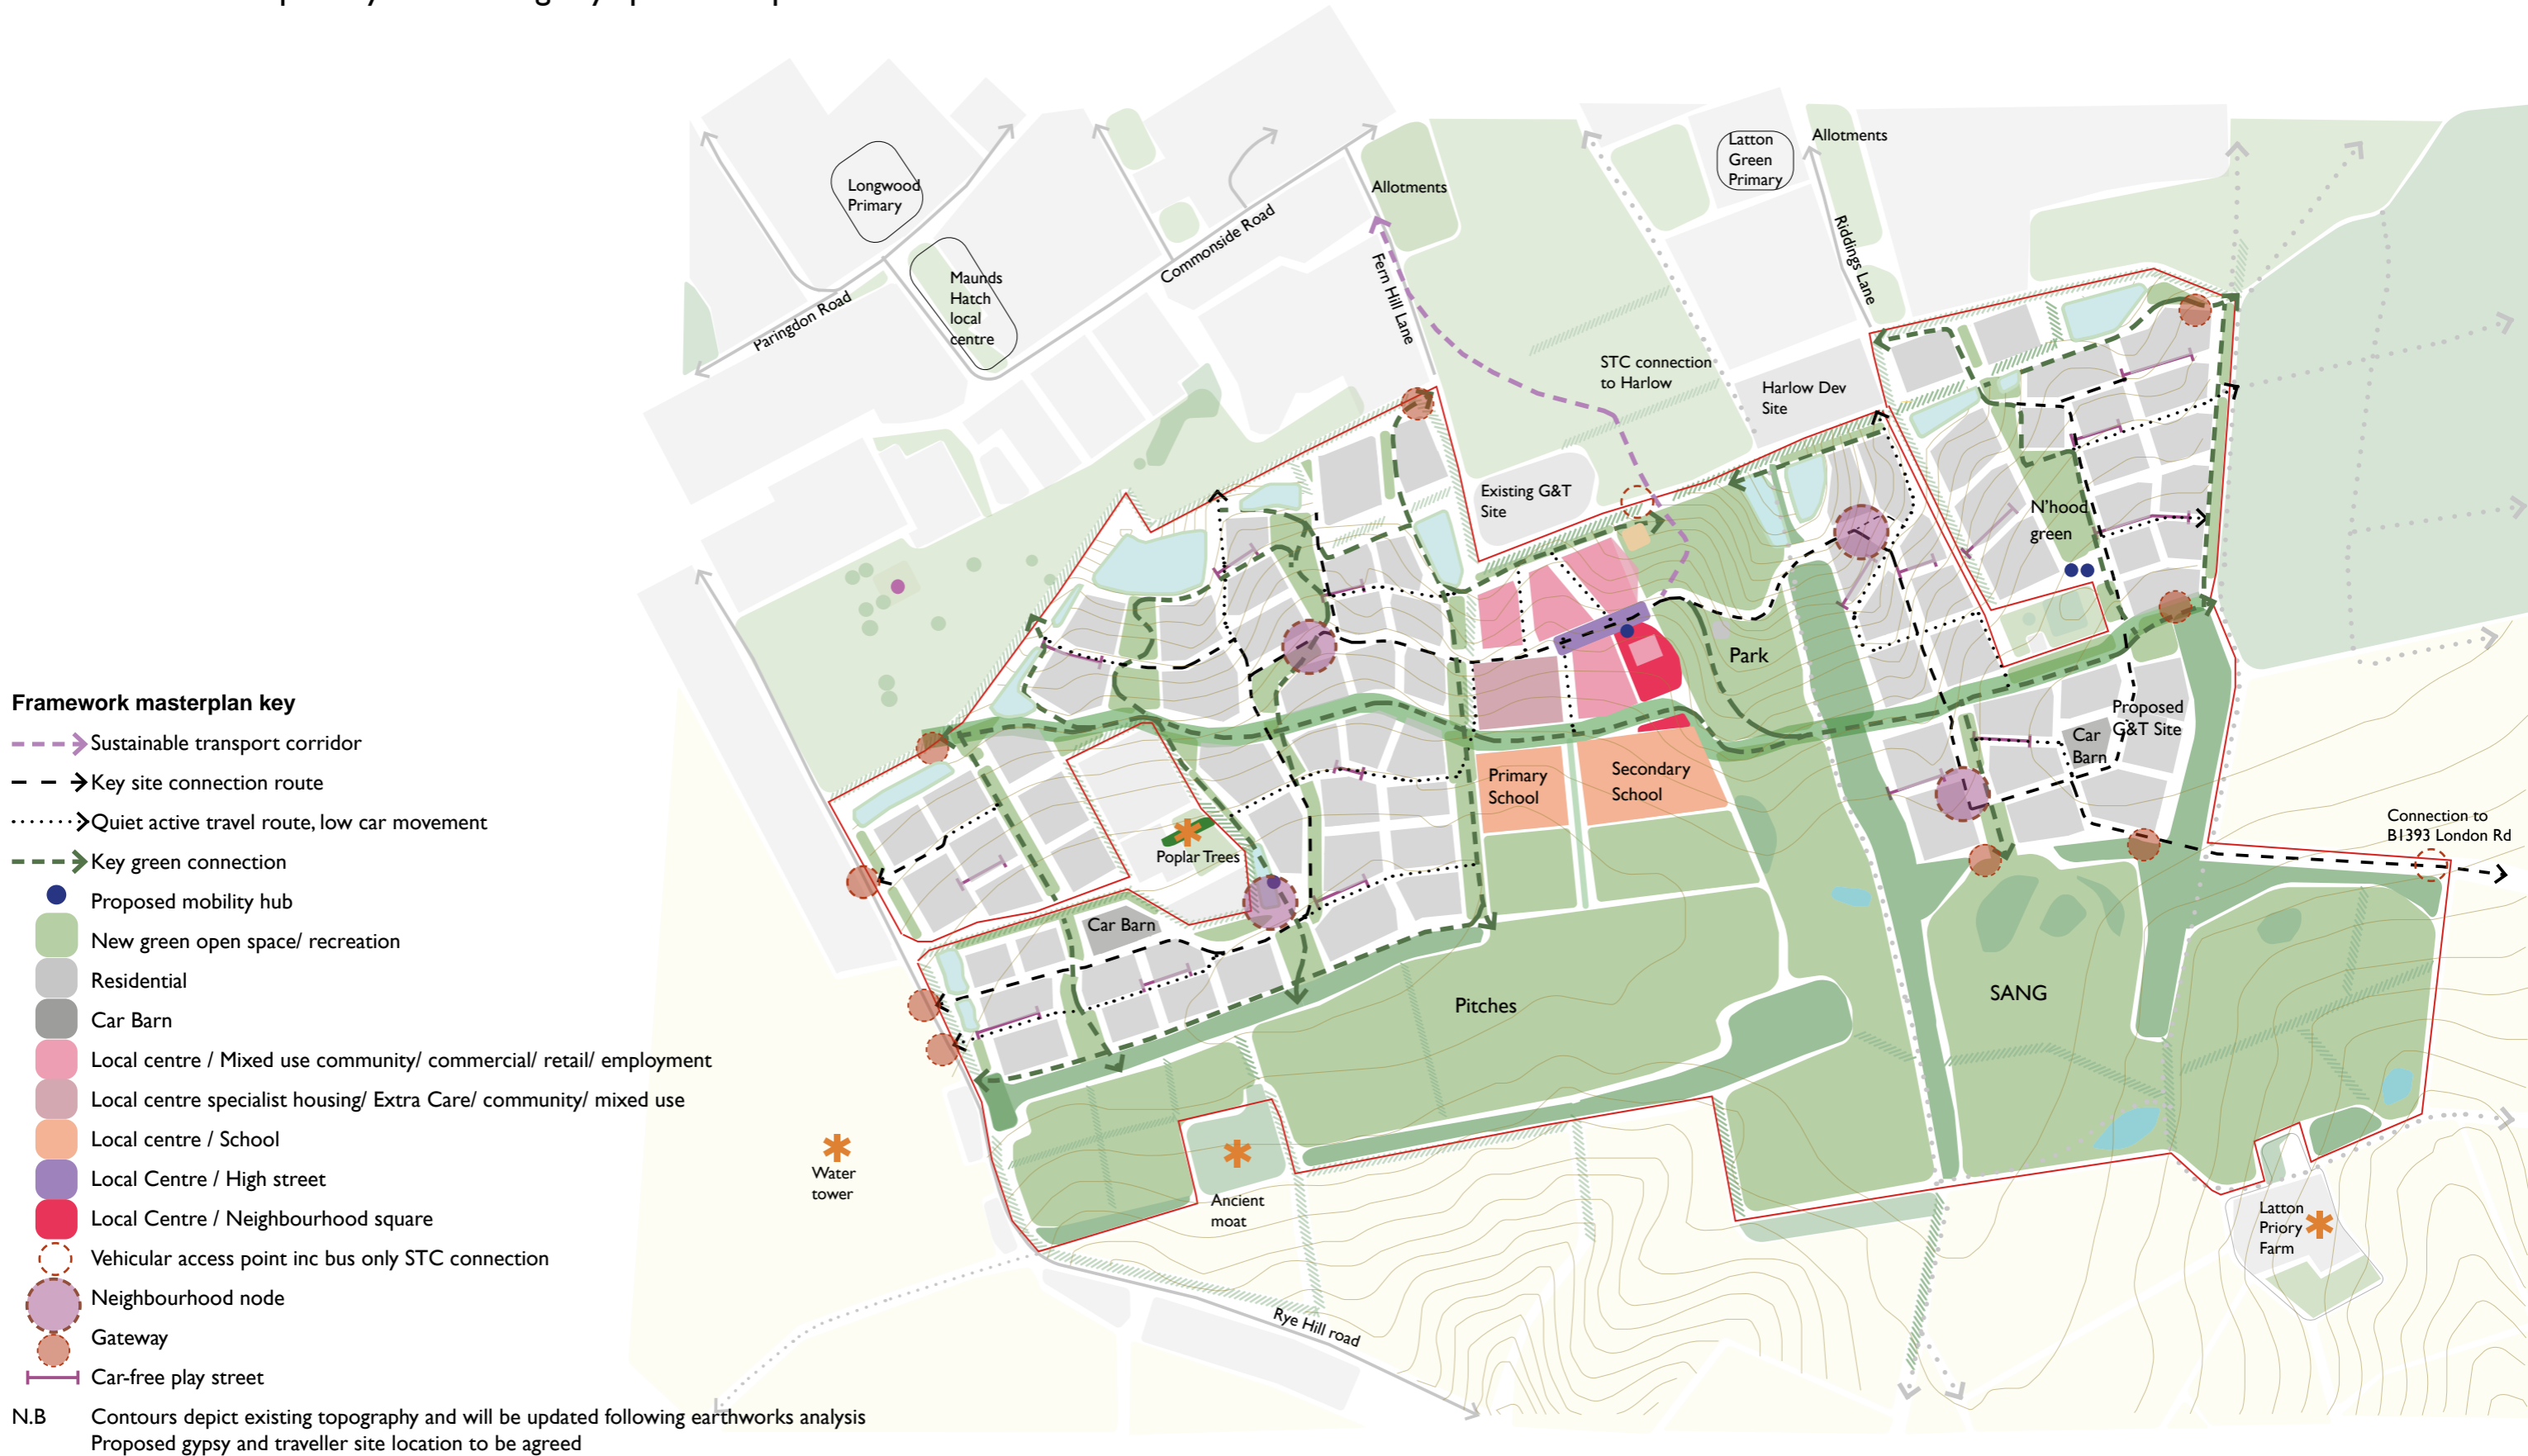 Longwood
Primary
Maunds
Hatch
local
centre
Paringdon Road
Commonside Road
Allotments
Fern Hill Lane
Latton
Green
Primary
Allotments
Riddings Lane
STC connection
to Harlow
Harlow Dev
Site
Existing G&T
Site
N'hood
green
Park
Proposed
G&T Site
Car
Barn
Primary
School
Secondary
School
Poplar Trees
Car Barn
Connection to
B1393 London Rd
Pitches
SANG
Water
tower
Ancient
moat
Latton
Priory
Farm
Rye Hill road
Framework masterplan key
Sustainable transport corridor
Key site connection route
Quiet active travel route, low car movement
Key green connection
Proposed mobility hub
New green open space/ recreation
Residential
Car Barn
Local centre / Mixed use community/ commercial/ retail/ employment
Local centre specialist housing/ Extra Care/ community/ mixed use
Local centre / School
Local Centre / High street
Local Centre / Neighbourhood square
Vehicular access point inc bus only STC connection
Neighbourhood node
Gateway
Car-free play street
N.B Contours depict existing topography and will be updated following earthworks analysis
Proposed gypsy and traveller site location to be agreed